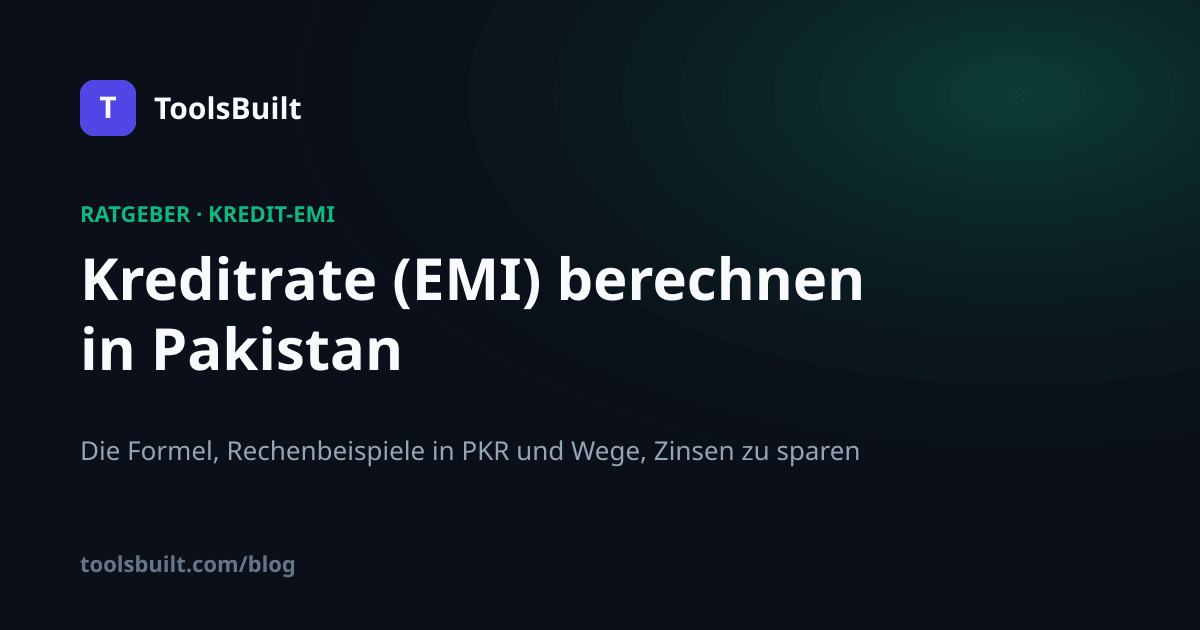 T
ToolsBuilt
RATGEBER · KREDIT-EMI
Kreditrate (EMI) berechnen
in Pakistan
Die Formel, Rechenbeispiele in PKR und Wege, Zinsen zu sparen
toolsbuilt.com/blog